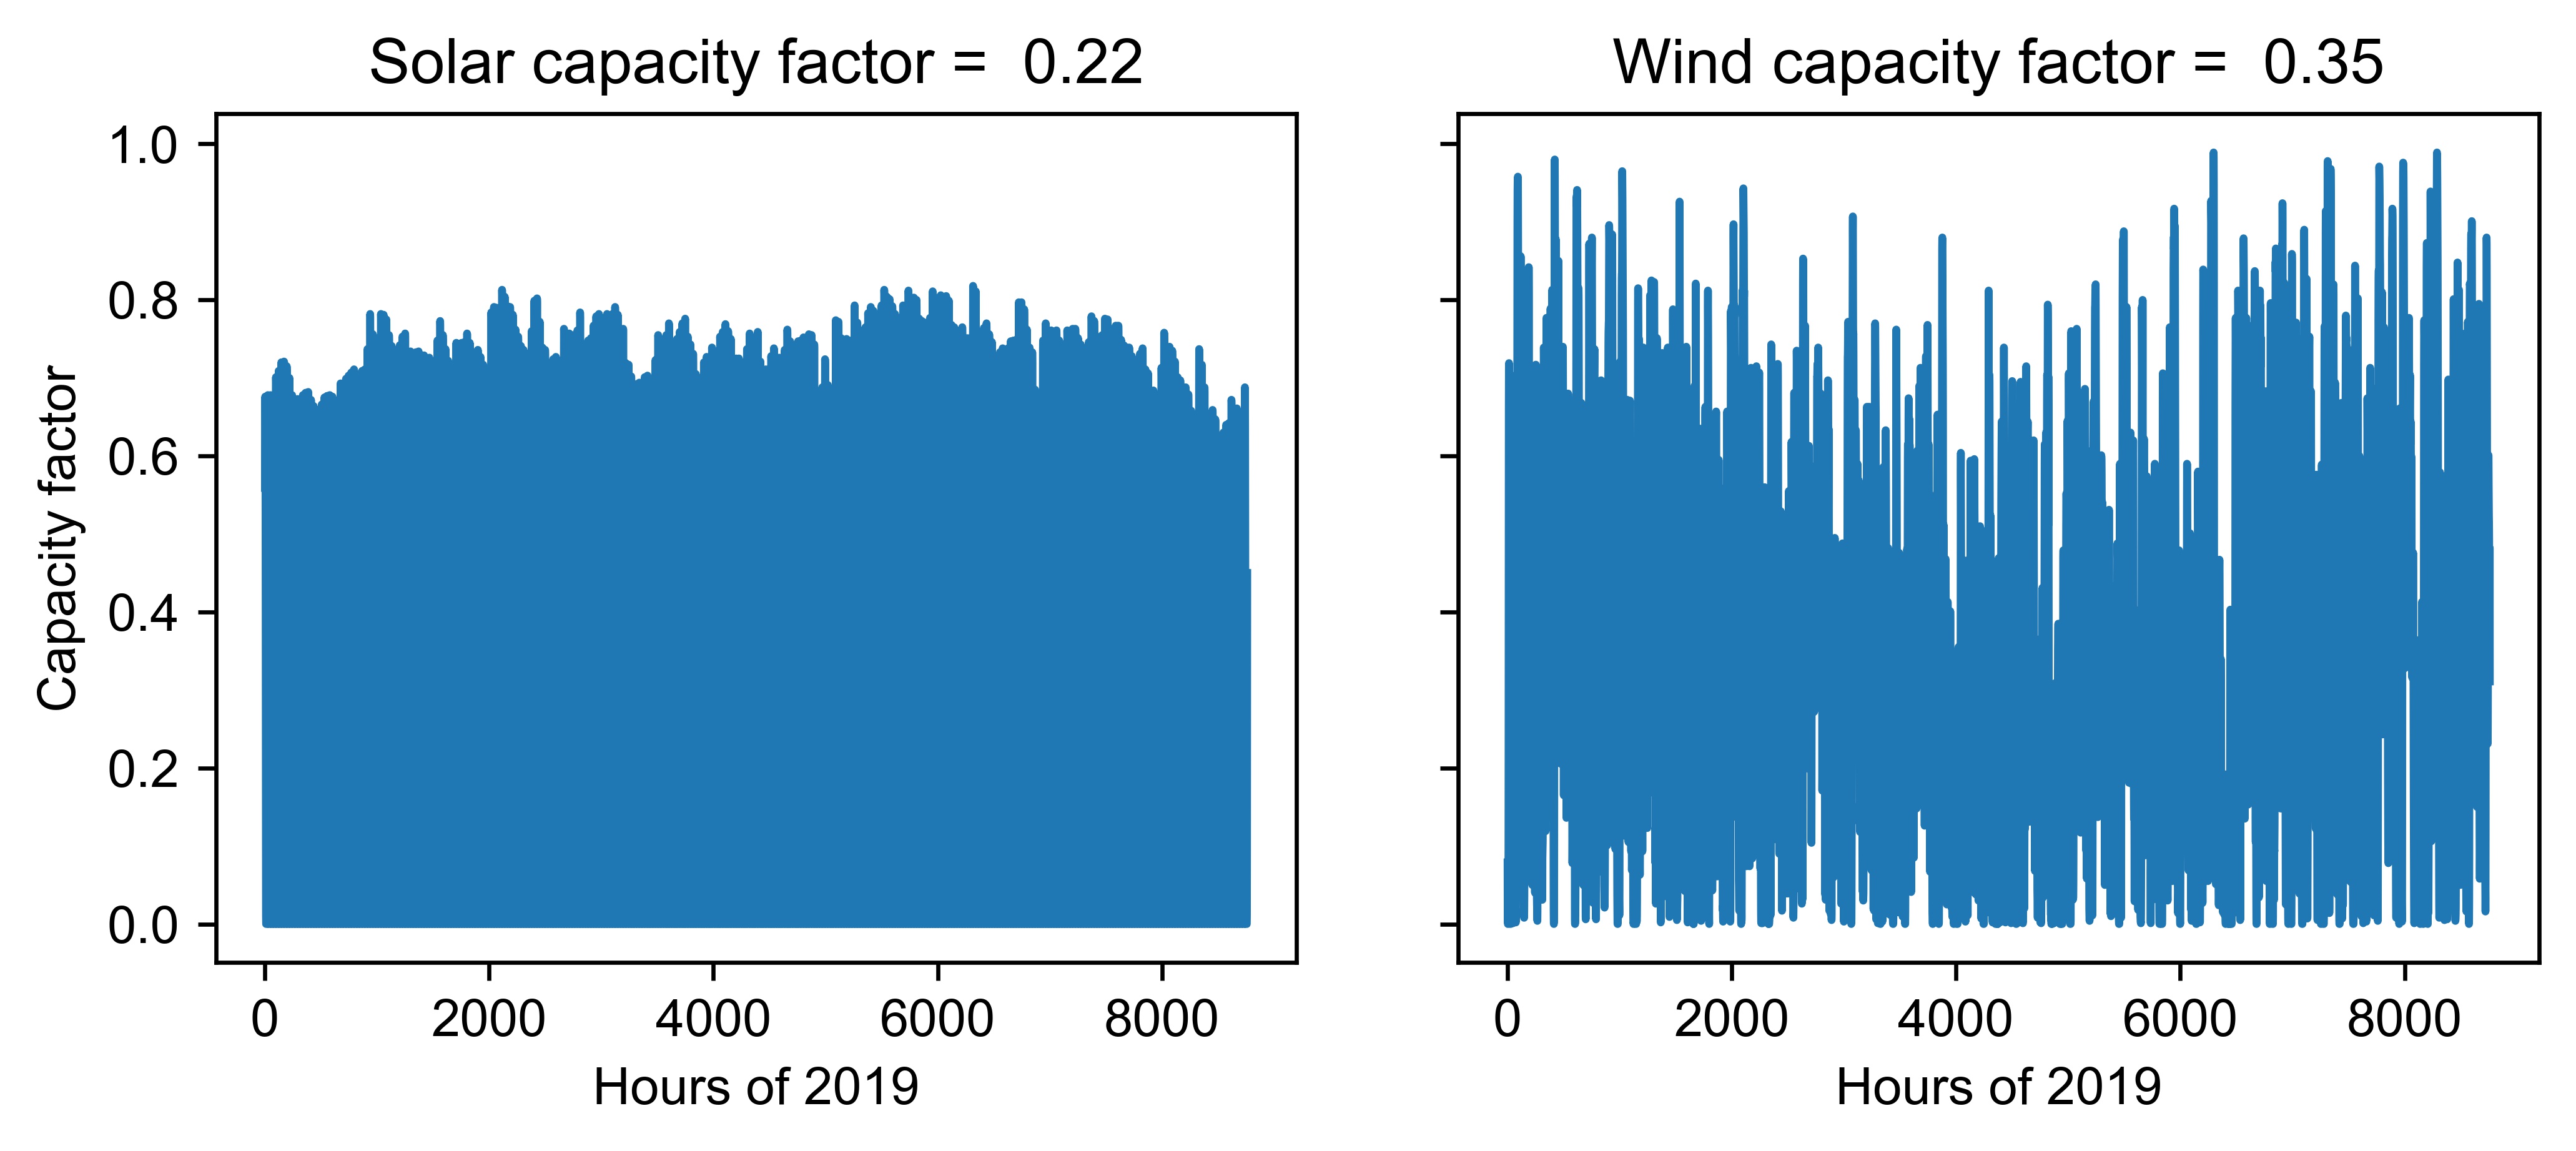 Solar capacity factor =  0.22
Wind capacity factor =  0.35
Capacity factor
1.0
0.8
0.6
0.4
0.2
0.0
0 2000 4000 6000 8000
0 2000 4000 6000 8000
Hours of 2019
Hours of 2019